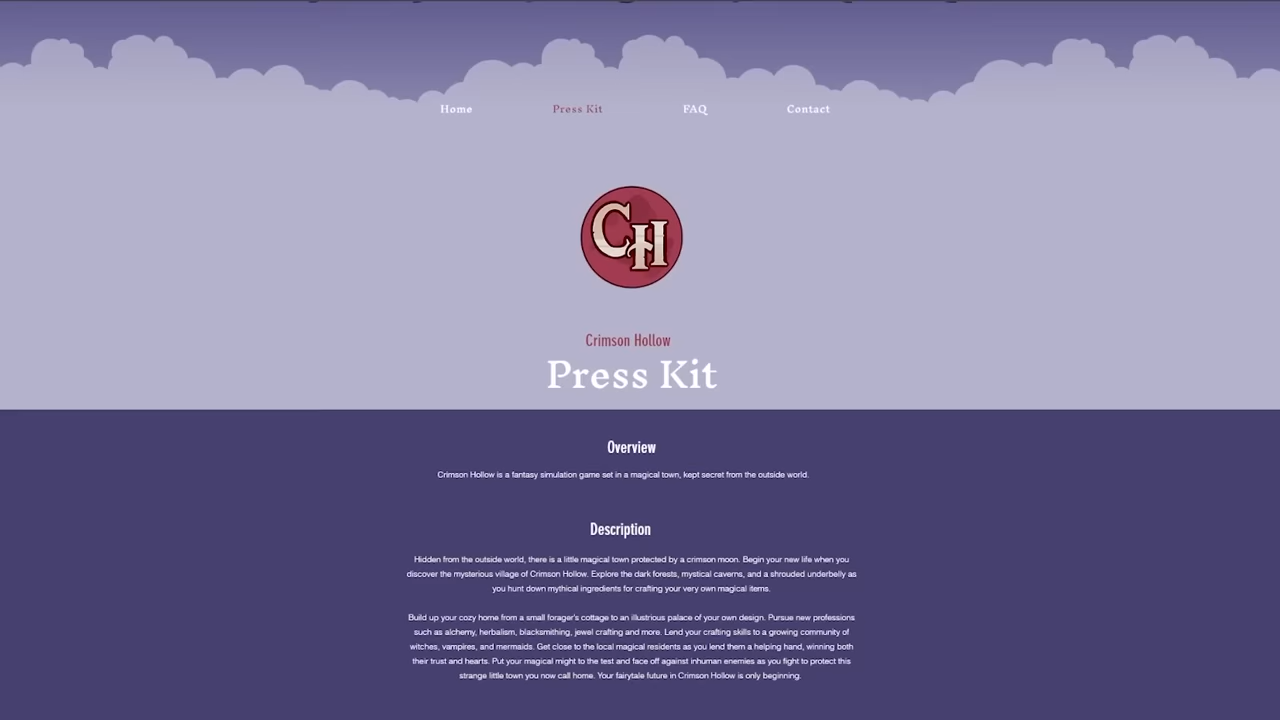 Home Press Kit FAQ Contact
CH
Crimson Hollow
Press Kit
Overview
Crimson Hollow is a fantasy simulation game set in a magical town, kept secret from the outside world.
Description
Hidden from the outside world, there is a little magical town protected by a crimson moon. Begin your new life when you
discover the mysterious village of Crimson Hollow. Explore the dark forests, mystical caverns, and a shrouded underbelly as
you hunt down mythical ingredients for crafting your very own magical items.
Build up your cozy home from a small forager's cottage to an illustrious palace of your own design. Pursue new professions
such as alchemy, herbalism, blacksmithing, jewel crafting and more. Lend your crafting skills to a growing community of
witches, vampires, and mermaids. Get close to the local magical residents as you lend them a helping hand, winning both
their trust and hearts. Put your magical might to the test and face off against inhuman enemies as you fight to protect this
strange little town you now call home. Your fairytale future in Crimson Hollow is only beginning.